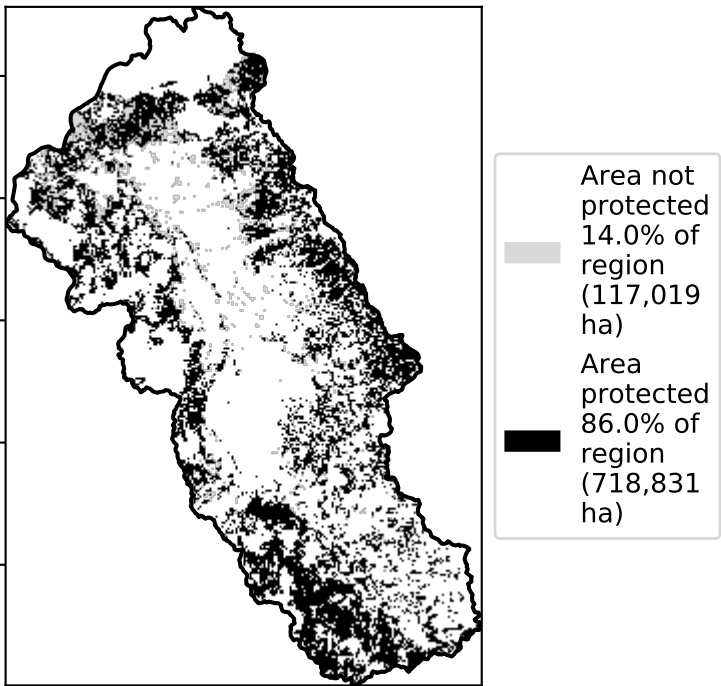 Area not
protected
14.0% of
region
(117,019
ha)
Area
protected
86.0% of
region
(718,831
ha)